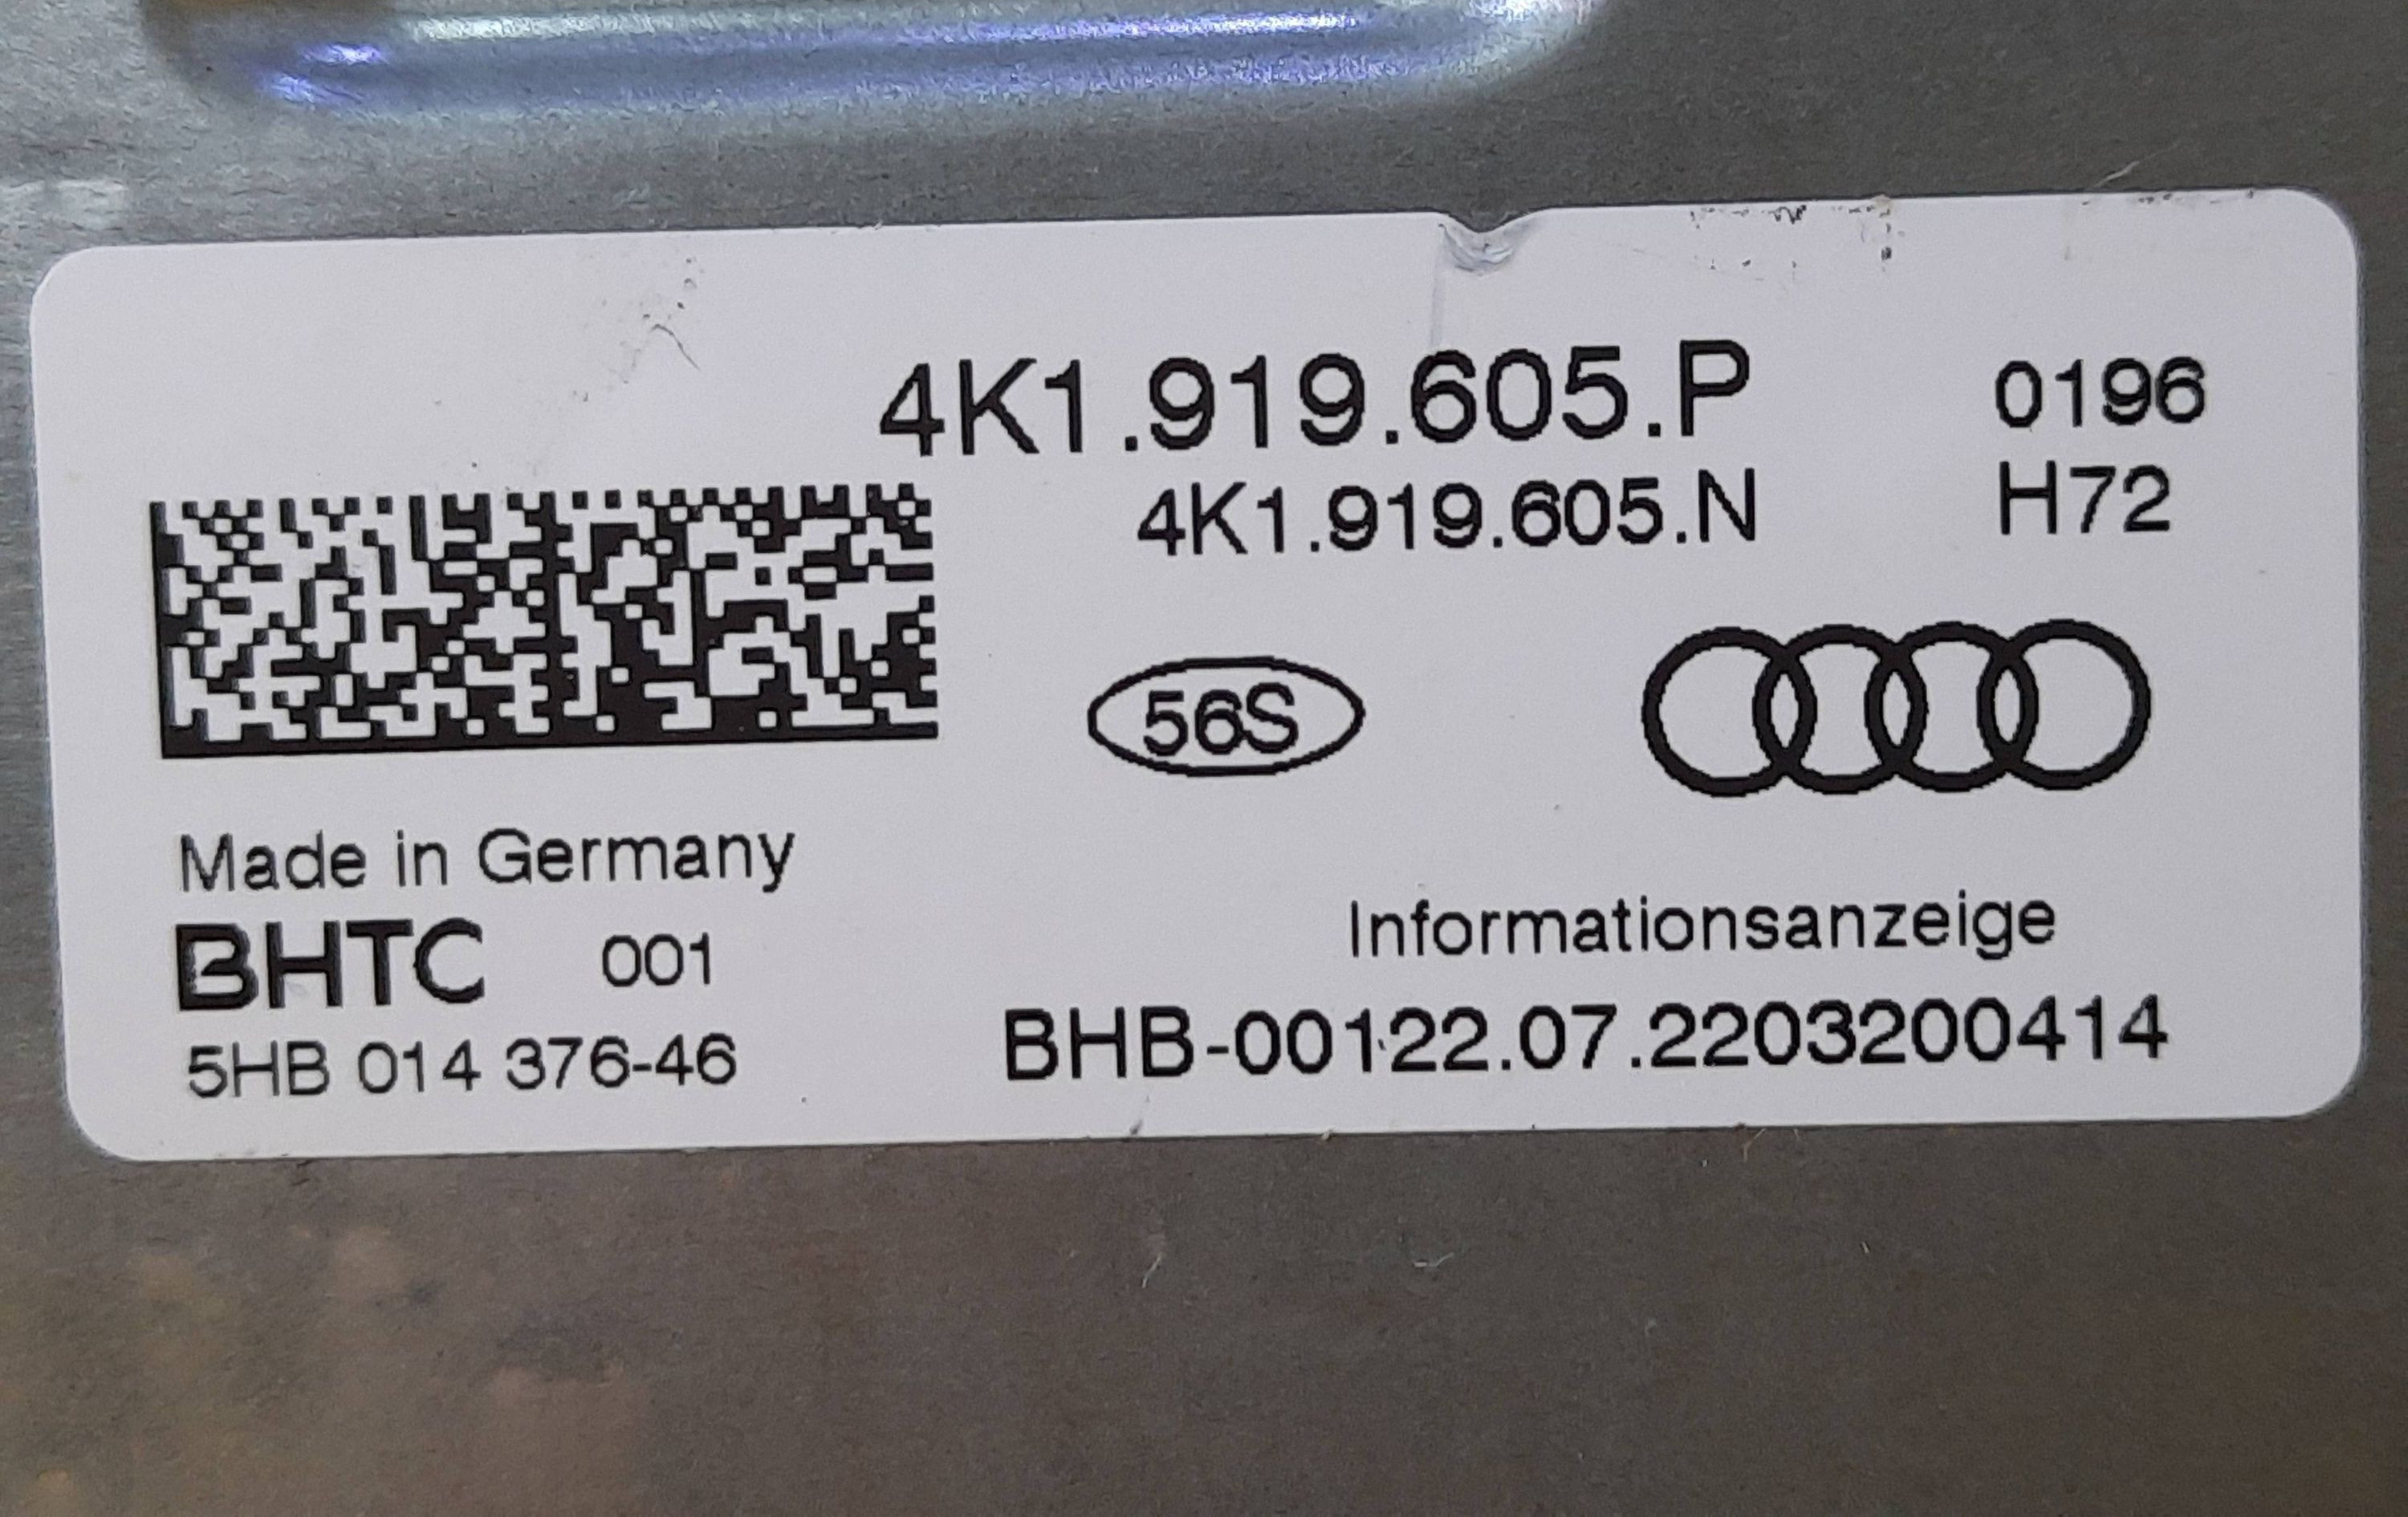 4K1.919.605.P 0196
4K1.919.605.N H72
56S
Made in Germany
BHTC 001
Informationsanzeige
5HB 014 376-46
BHB-00122.07.2203200414